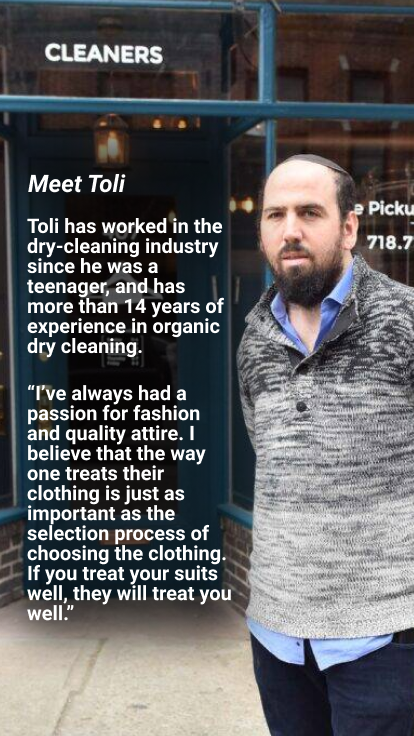 CLEANERS
Meet Toli
Toli has worked in the
dry-cleaning industry
since he was a
teenager, and has
more than 14 years of
experience in organic
dry cleaning.
“I’ve always had a
passion for fashion
and quality attire. I
believe that the way
one treats their
clothing is just as
important as the
selection process of
choosing the clothing.
If you treat your suits
well, they will treat you
well.”
e Picku
718.7